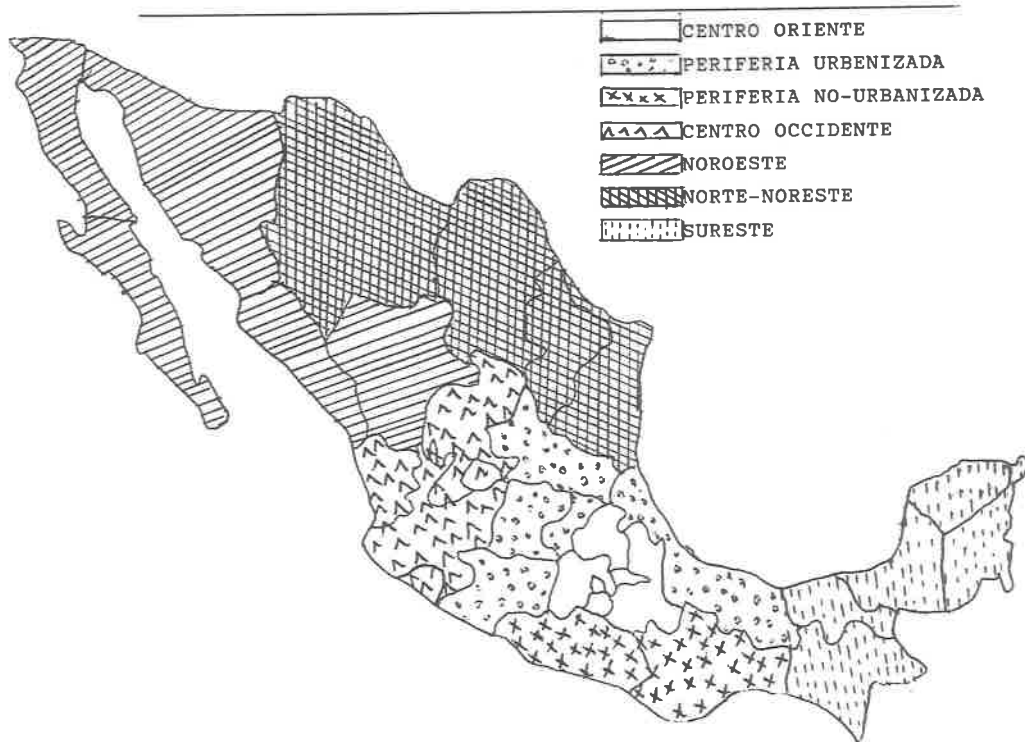 CENTRO ORIENTE
PERIFERIA URBENIZADA
PERIFERIA NO-URBANIZADA
CENTRO OCCIDENTE
NOROESTE
NORTE-NORESTE
SURESTE